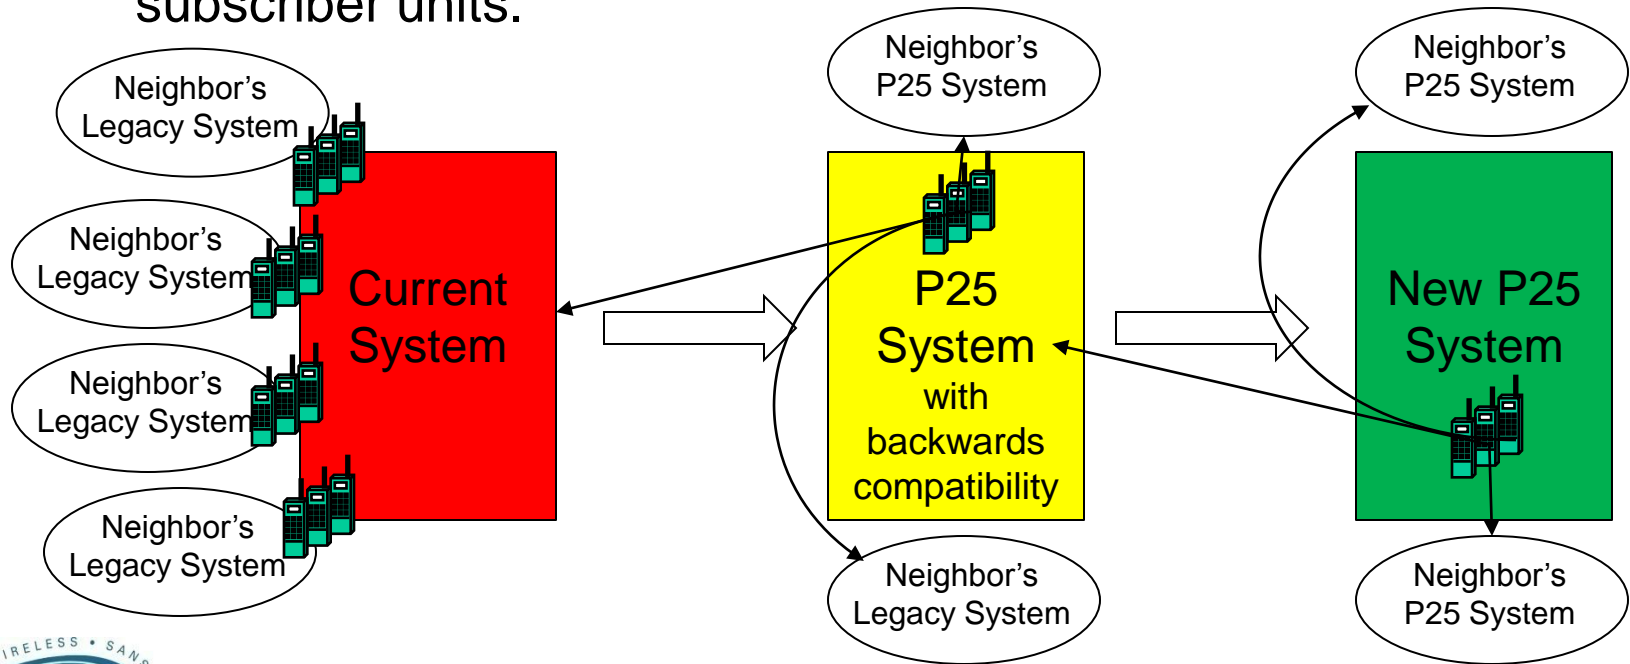 subscriber units.
Neighbor's
Legacy System
Neighbor's
Legacy System
Neighbor's
Legacy System
Neighbor's
Legacy System
Current
System
Neighbor's
P25 System
P25
System
with
backwards
compatibility
Neighbor's
Legacy System
Neighbor's
P25 System
New P25
System
Neighbor's
P25 System